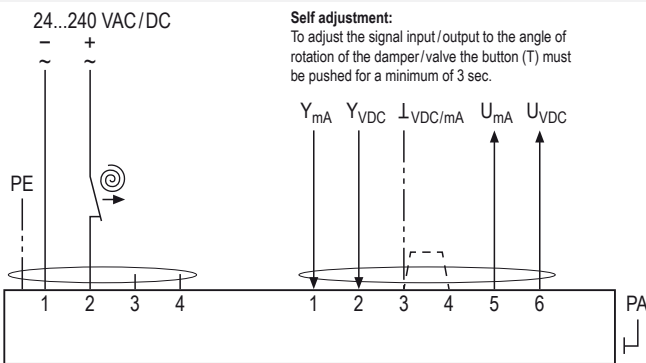 24...240 VAC/DC
− +
~ ~
Self adjustment:
To adjust the signal input/output to the angle of
rotation of the damper/valve the button (T) must
be pushed for a minimum of 3 sec.
YmA YVDC ⊥VDC/mA UmA UVDC
PE
1 2 3 4 1 2 3 4 5 6 PA